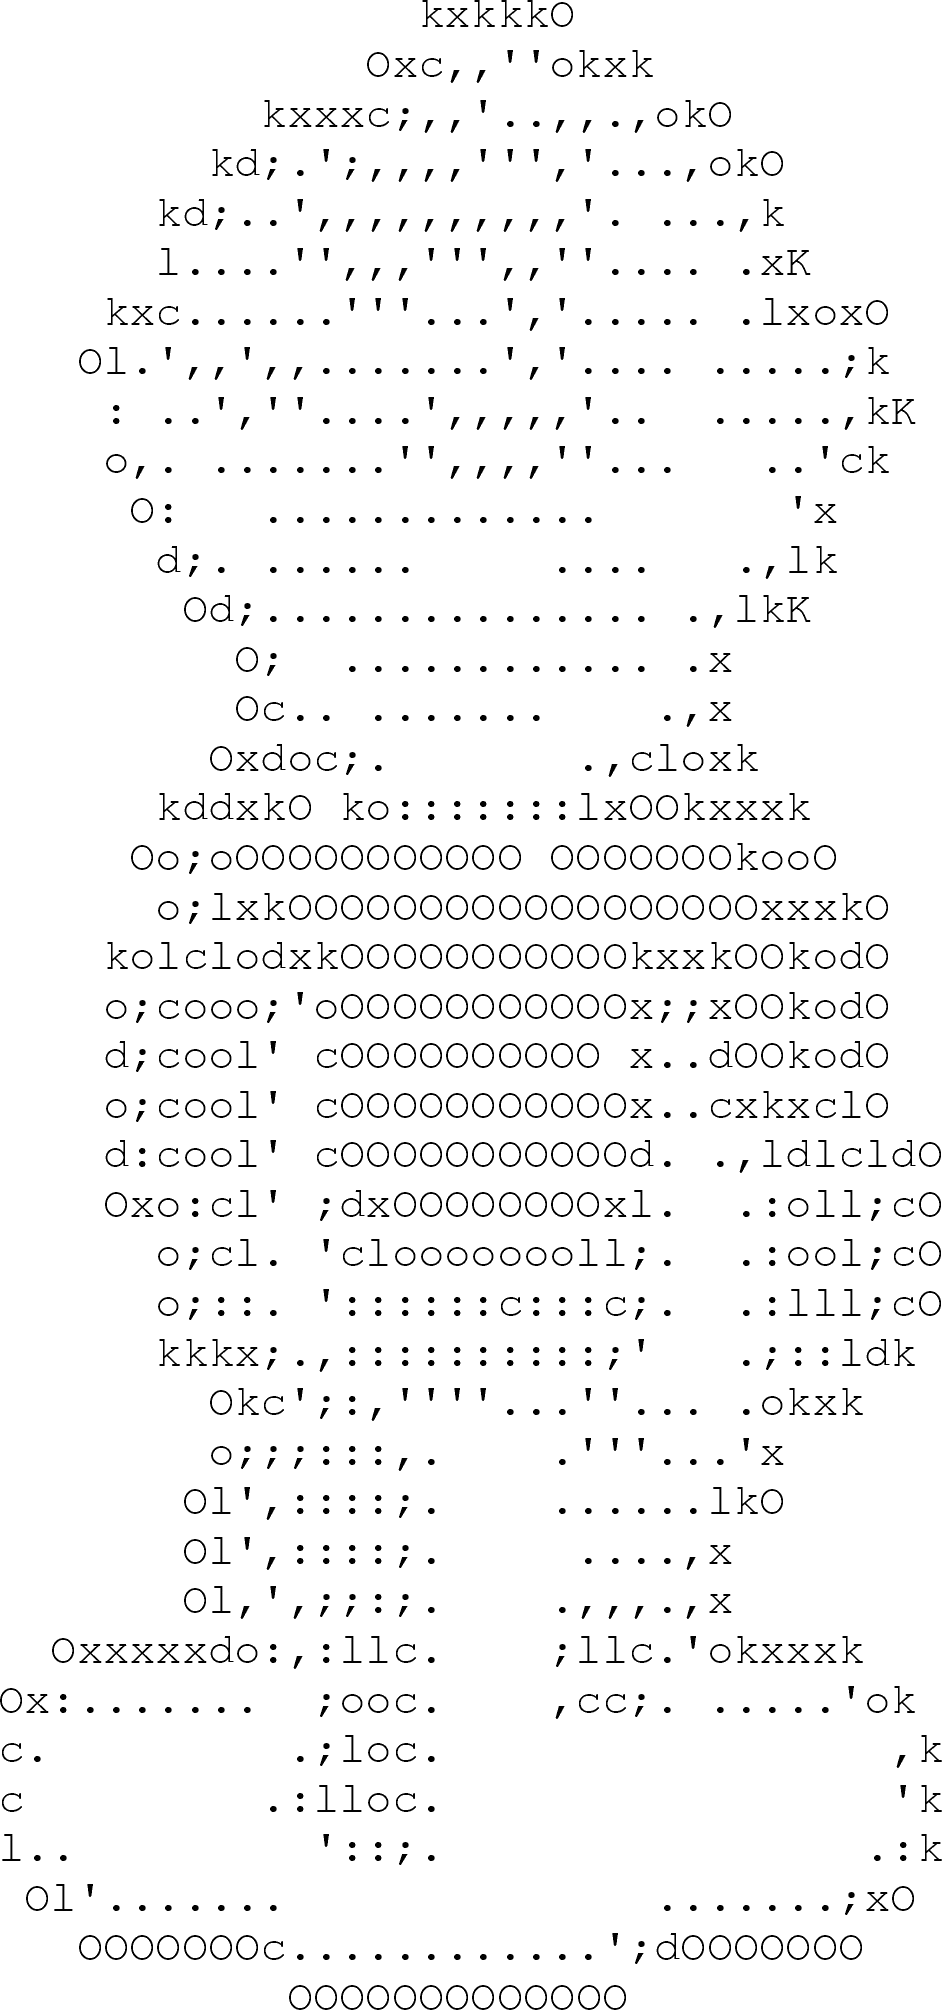 kxkkkO
              Oxc,,''okxk
          kxxxc;,,'..,,.,okO
        kd;.';,,,,''','...,okO
      kd;..',,,,,,,,,,'. ...,k
      l....'',,,''',,''.... .xK
    kxc......'''...','..... .lxoxO
   Ol.',,',,.......','.... .....;k
    : ..',''....',,,,,'..  .....,kK
    o,. .......'',,,,''...   ..'ck
     O:   .............       'x
      d;. ......     ....   .,lk
       Od;............... .,lkK
         O;  ............ .x
         Oc.. .......    .,x
        Oxdoc;.       .,cloxk
      kddxkO ko:::::::lxOOkxxxk
     Oo;oOOOOOOOOOOO OOOOOOOkooO
      o;lxkOOOOOOOOOOOOOOOOOOxxxkO
    kolclodxkOOOOOOOOOOOkxxkOOkodO
    o;cooo;'oOOOOOOOOOOOx;;xOOkodO
    d;cool' cOOOOOOOOOO x..dOOkodO
    o;cool' cOOOOOOOOOOOx..cxkxclO
    d:cool' cOOOOOOOOOOOd. .,ldlcldO
    Oxo:cl' ;dxOOOOOOOOxl.  .:oll;cO
      o;cl. 'cloooooooll;.  .:ool;cO
      o;::. '::::::c:::c;.  .:lll;cO
      kkkx;.,::::::::::;'   .;::ldk
        Okc';:,''''...''... .okxk
        o;;;:::,.    .'''...'x
       Ol',::::;.    ......lkO
       Ol',::::;.     ....,x
       Ol,',;;:;.    .,,,.,x
  Oxxxxxdo:,:llc.    ;llc.'okxxxk
Ox:.......  ;ooc.    ,cc;. .....'ok
c.         .;loc.                 ,k
c         .:lloc.                 'k
l..         '::;.                .:k
 Ol'.......              .......;xO
   OOOOOOOc............';dOOOOOOO
           OOOOOOOOOOOOO